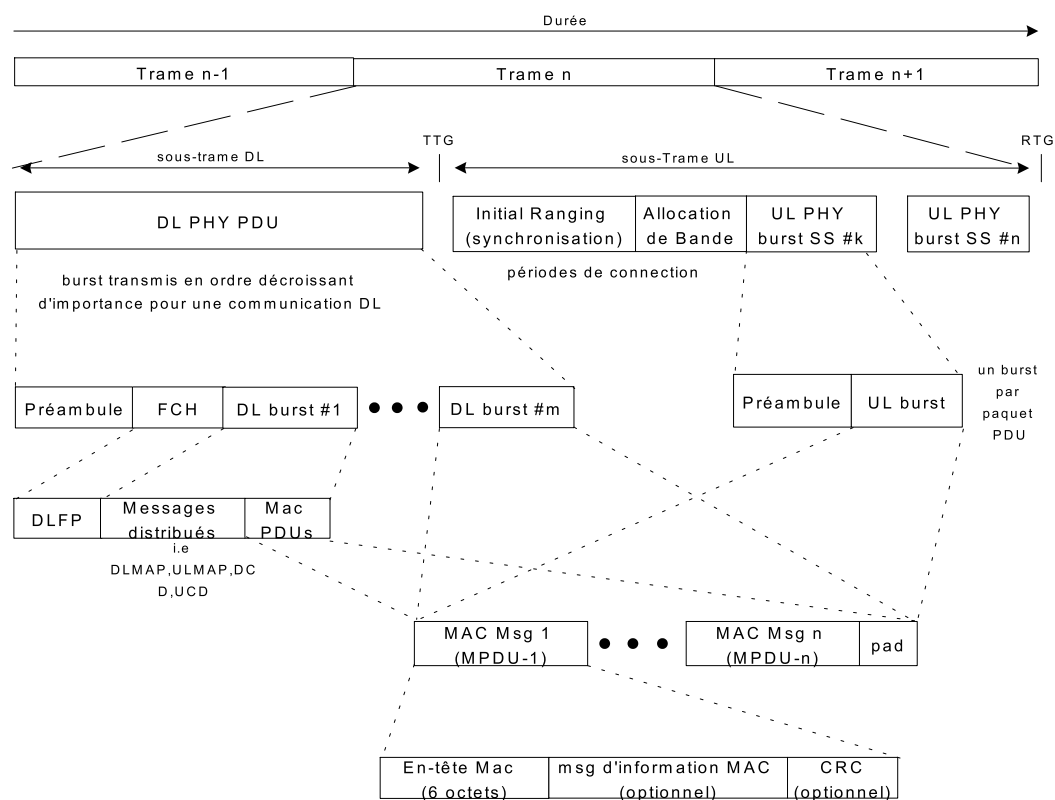 Durée
Trame n-1
Trame n
Trame n+1
TTG
RTG
sous-trame DL
sous-Trame UL
DL PHY PDU
Initial Ranging
(synchronisation)
Allocation
de Bande
UL PHY
burst SS #k
UL PHY
burst SS #n
périodes de connection
burst transmis en ordre décroissant
d'importance pour une communication DL
Préambule
FCH
DL burst #1
DL burst #m
Préambule
UL burst
un burst
par
paquet
PDU
DLFP
Messages
distribués
Mac
PDUs
i.e
DLMAP,ULMAP,DC
D,UCD
MAC Msg 1
(MPDU-1)
MAC Msg n
(MPDU-n)
pad
En-tête Mac
(6 octets)
msg d'information MAC
(optionnel)
CRC
(optionnel)